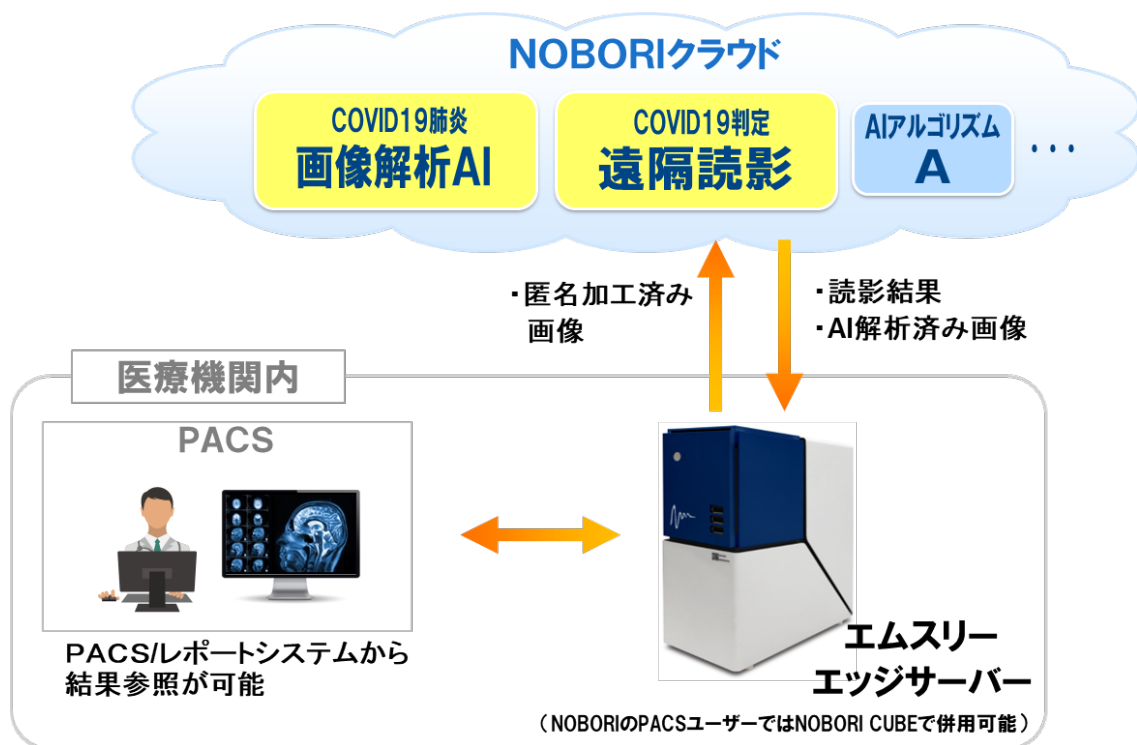 NOBORIクラウド
COVID19肺炎
画像解析AI
COVID19判定
遠隔読影
AIアルゴリズム
A
・・・
・匿名加工済み
画像
・読影結果
・AI解析済み画像
医療機関内
PACS
PACS/レポートシステムから
結果参照が可能
エムスリー
エッジサーバー
（NOBORIのPACSユーザーではNOBORI CUBEで併用可能）